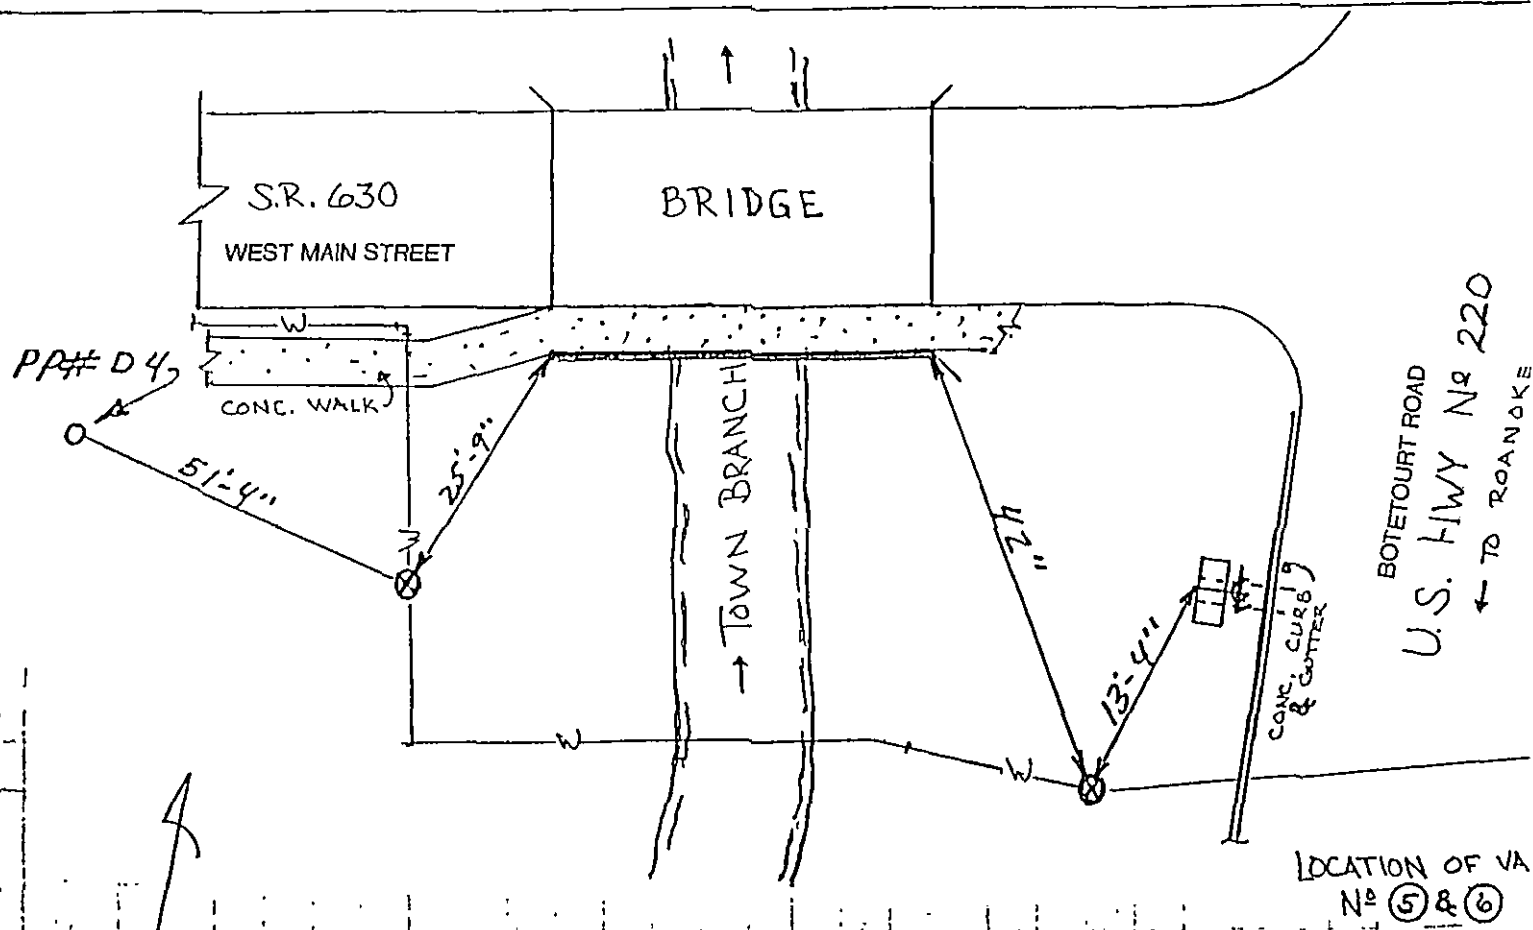 S.R. 630
WEST MAIN STREET
BRIDGE
W
PP# D4
CONC. WALK
51'-4"
25'-9"
W
TOWN BRANCH
13'-4"
CONC. CURB
& GUTTER
BOTETOURT ROAD
U.S. HWY Nº 220
← TO ROANOKE
W
W
LOCATION OF VA
Nº 5 & 6